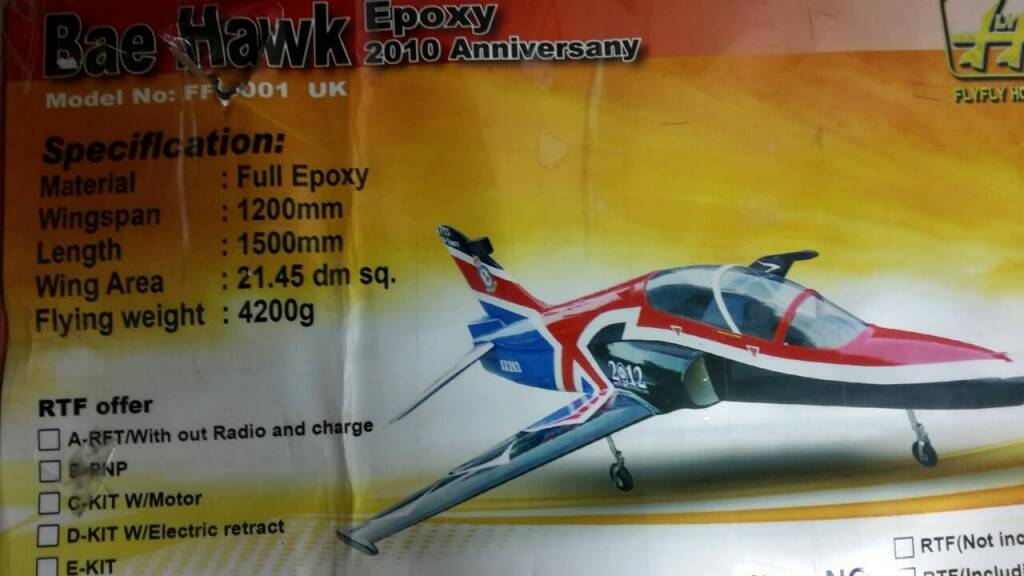 Bae Hawk Epoxy
2010 Anniversany
Model No: UK
FLYFLY
Speciflcation:
Material : Full Epoxy
Wingspan : 1200mm
Length : 1500mm
Wing Area : 21.45 dm sq.
Flying weight : 4200g
2012
RTF offer
A-RFT/With out Radio and charge
B-PNP
C-KIT W/Motor
D-KIT W/Electric retract
E-KIT
RTF(Not